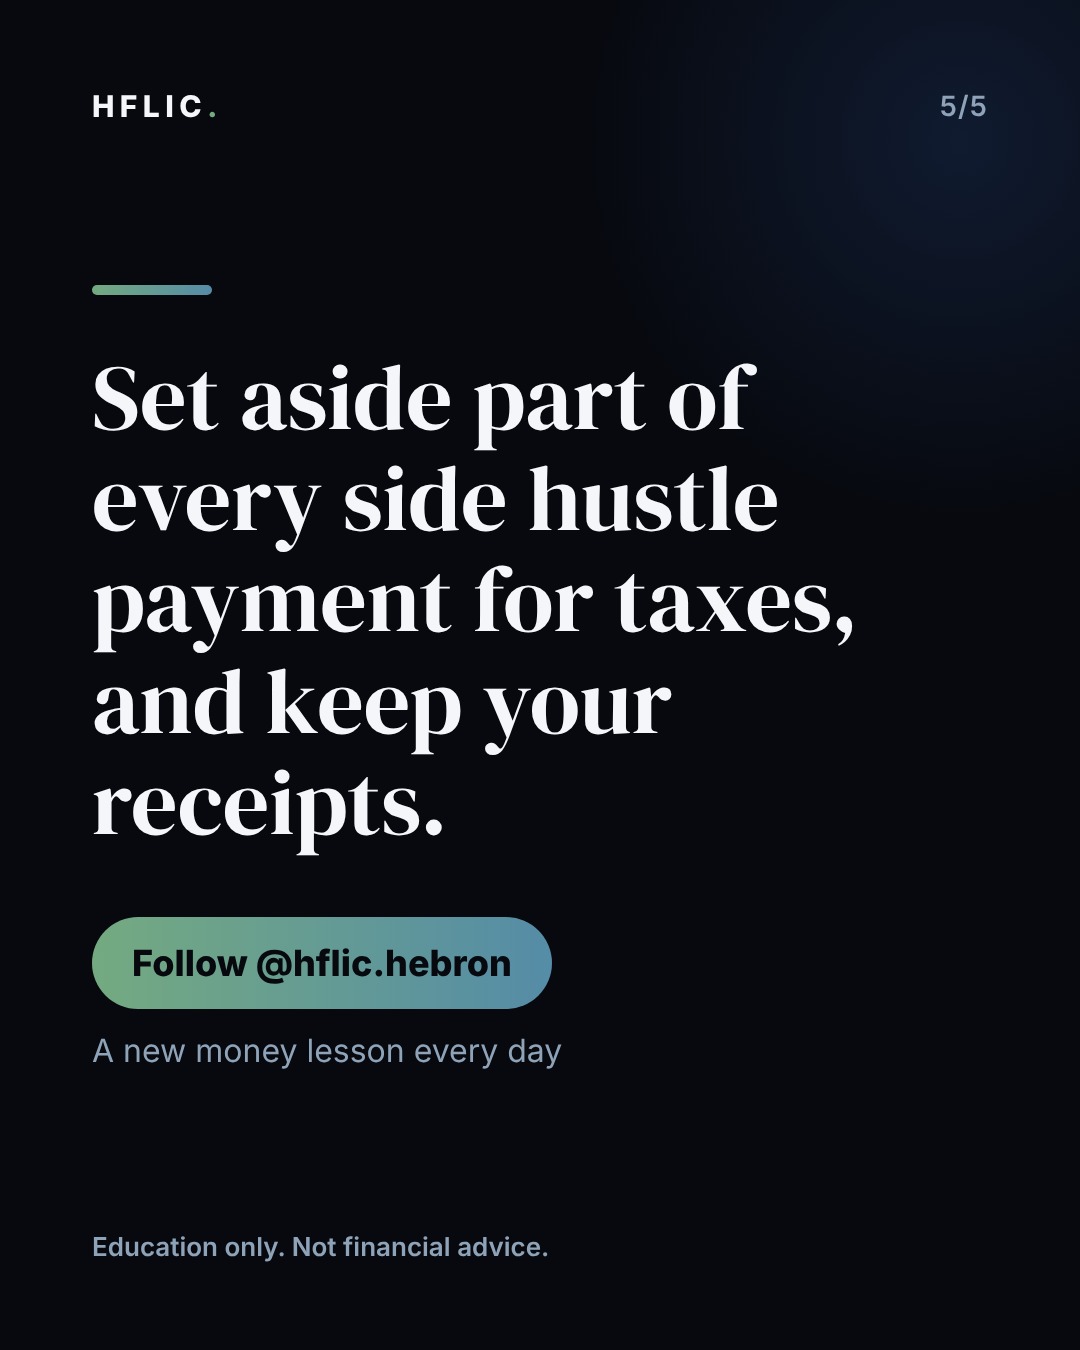 HFLIC.
5/5
Set aside part of
every side hustle
payment for taxes,
and keep your
receipts.
Follow @hflic.hebron
A new money lesson every day
Education only. Not financial advice.